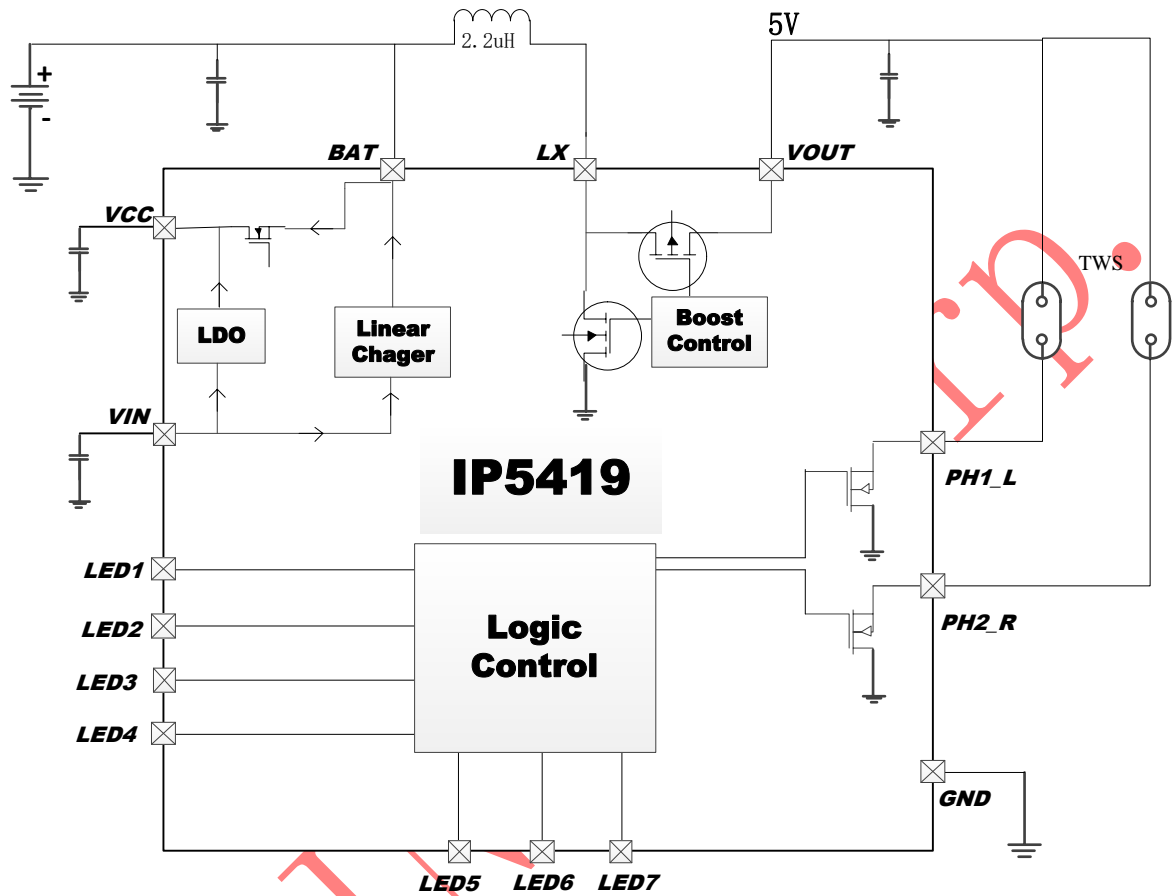 5V
2.2uH
+
-
BAT
LX
VOUT
VCC
TWS
LDO
Linear
Chager
Boost
Control
VIN
IP5419
PH1_L
LED1
LED2
LED3
LED4
Logic
Control
PH2_R
GND
LED5
LED6
LED7